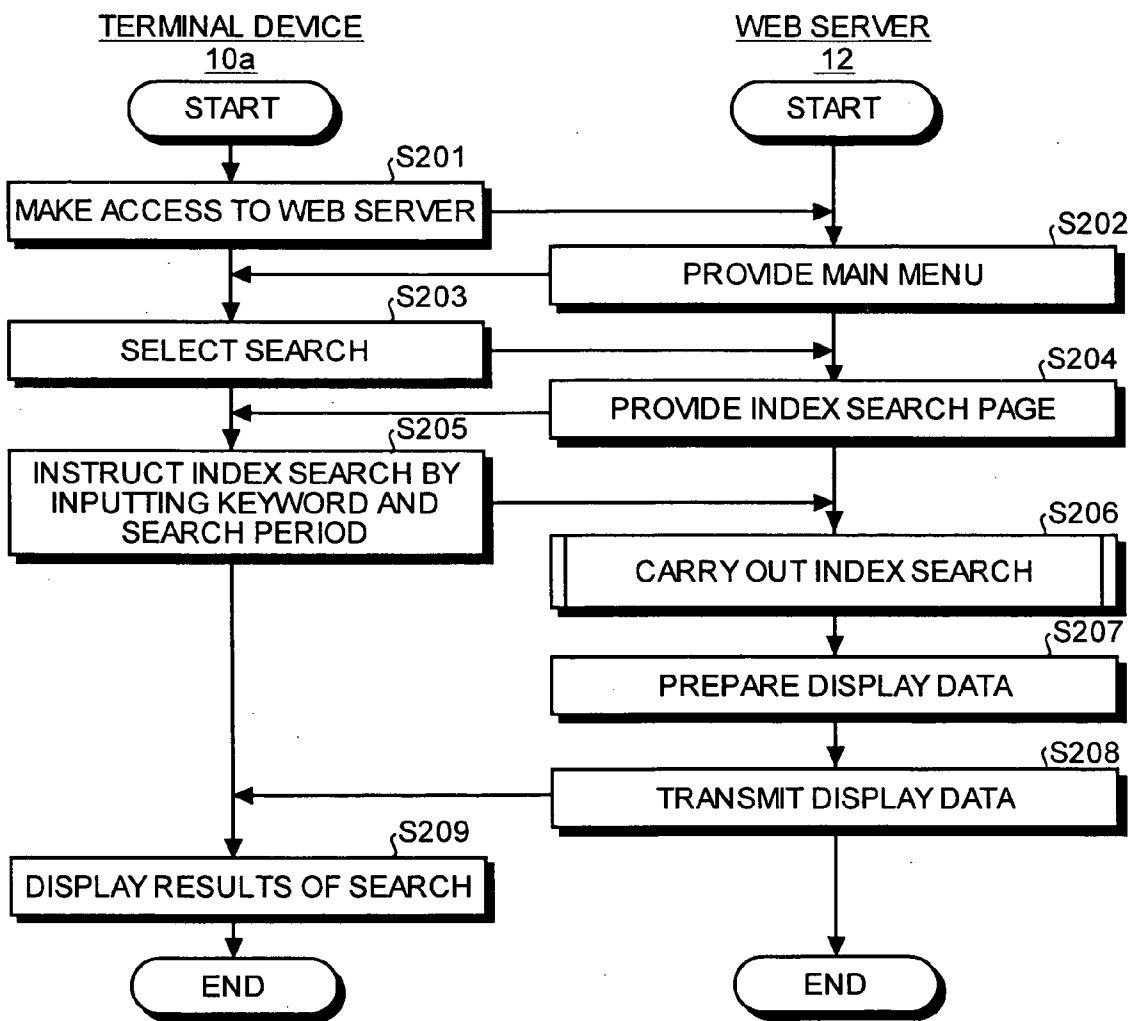 TERMINAL DEVICE
10a
WEB SERVER
12
START
START
S201
MAKE ACCESS TO WEB SERVER
S202
PROVIDE MAIN MENU
S203
SELECT SEARCH
S204
PROVIDE INDEX SEARCH PAGE
S205
INSTRUCT INDEX SEARCH BY
INPUTTING KEYWORD AND
SEARCH PERIOD
S206
CARRY OUT INDEX SEARCH
S207
PREPARE DISPLAY DATA
S208
TRANSMIT DISPLAY DATA
S209
DISPLAY RESULTS OF SEARCH
END
END